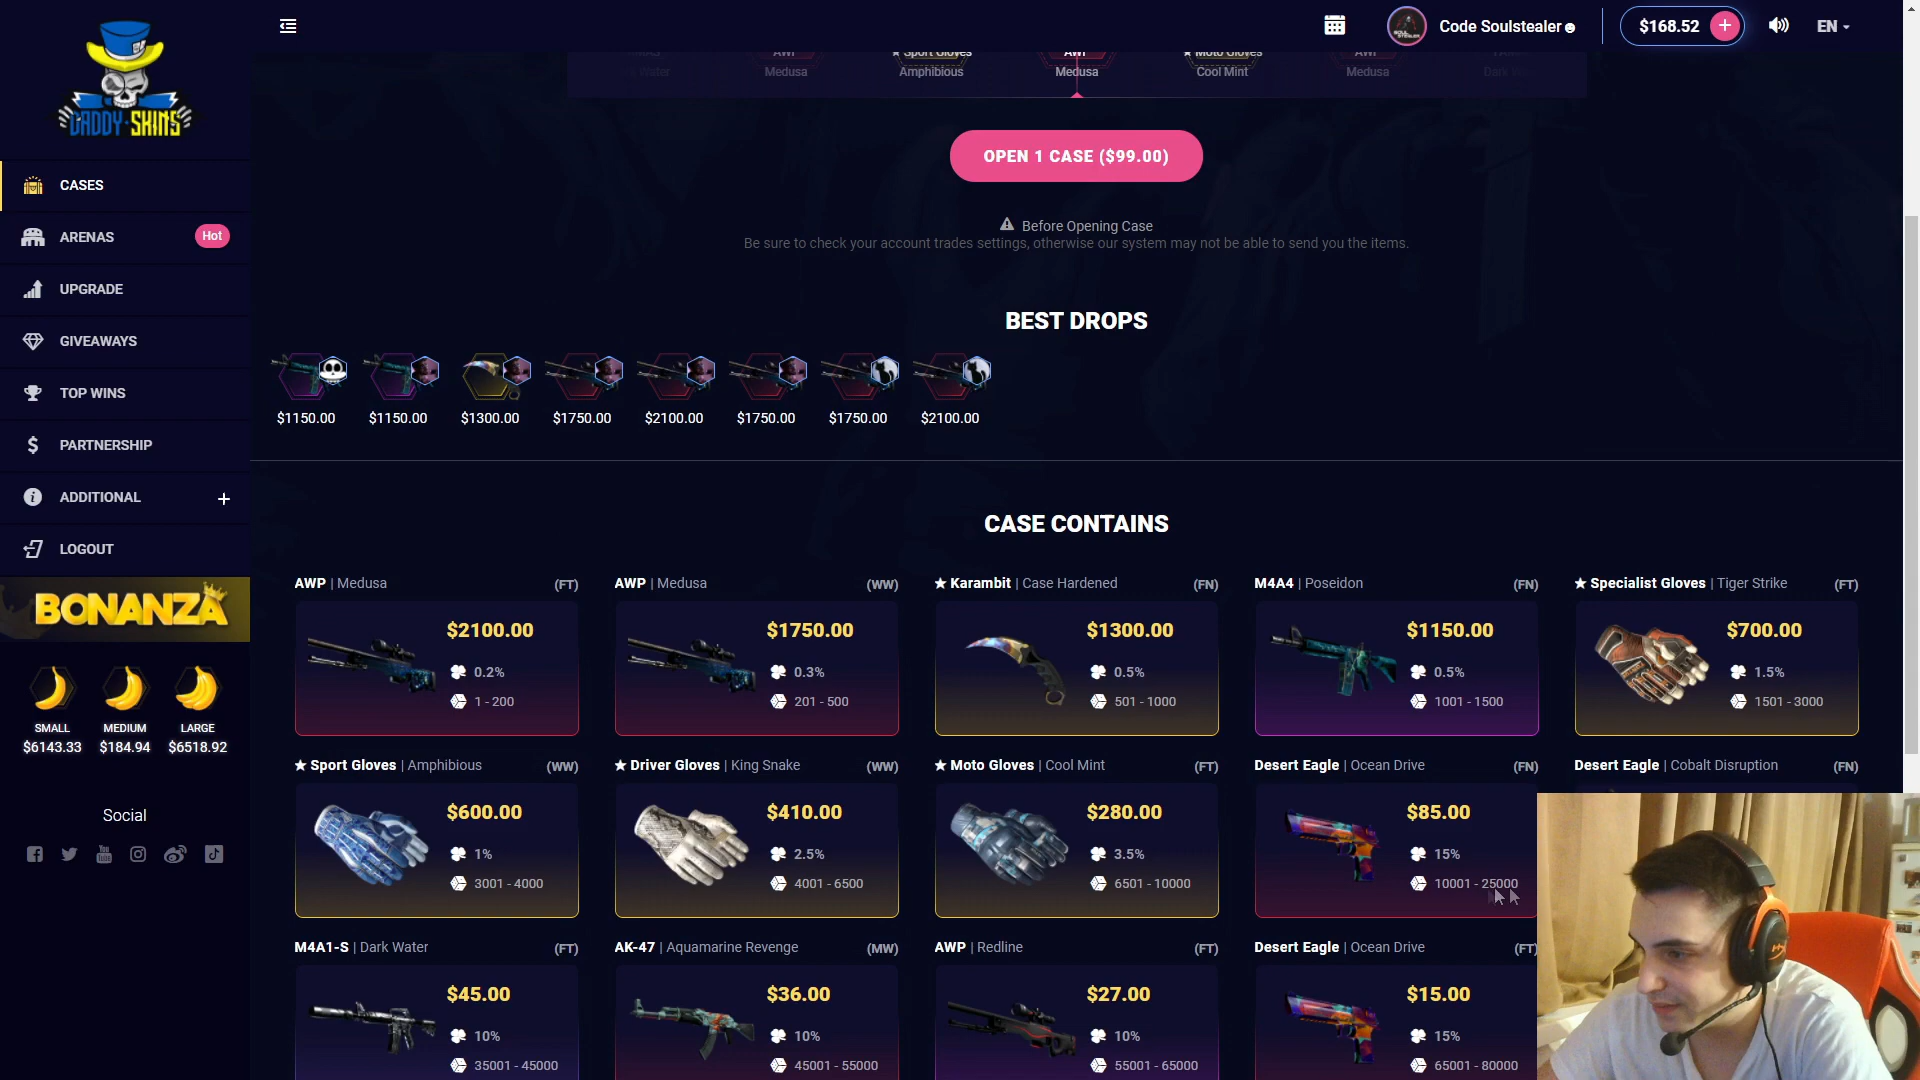 DADDY-SKINS
Code Soulstealer
$168.52
EN
AWP
Medusa
★ Sport Gloves
Amphibious
AWP
Medusa
★ Moto Gloves
Cool Mint
AWP
Medusa
CASES
ARENAS
Hot
UPGRADE
GIVEAWAYS
TOP WINS
PARTNERSHIP
ADDITIONAL
LOGOUT
BONANZA
SMALL
MEDIUM
LARGE
$6143.33
$184.94
$6518.92
Social
OPEN 1 CASE ($99.00)
Before Opening Case
Be sure to check your account trades settings, otherwise our system may not be able to send you the items.
BEST DROPS
$1150.00
$1150.00
$1300.00
$1750.00
$2100.00
$1750.00
$1750.00
$2100.00
CASE CONTAINS
AWP | Medusa (FT)
$2100.00
0.2%
1 - 200
AWP | Medusa (WW)
$1750.00
0.3%
201 - 500
★ Karambit | Case Hardened (FN)
$1300.00
0.5%
501 - 1000
M4A4 | Poseidon (FN)
$1150.00
0.5%
1001 - 1500
★ Specialist Gloves | Tiger Strike (FT)
$700.00
1.5%
1501 - 3000
★ Sport Gloves | Amphibious (WW)
$600.00
1%
3001 - 4000
★ Driver Gloves | King Snake (WW)
$410.00
2.5%
4001 - 6500
★ Moto Gloves | Cool Mint (FT)
$280.00
3.5%
6501 - 10000
Desert Eagle | Ocean Drive (FN)
$85.00
15%
10001 - 25000
Desert Eagle | Cobalt Disruption (FN)
M4A1-S | Dark Water (FT)
$45.00
10%
35001 - 45000
AK-47 | Aquamarine Revenge (MW)
$36.00
10%
45001 - 55000
AWP | Redline (FT)
$27.00
10%
55001 - 65000
Desert Eagle | Ocean Drive (FT)
$15.00
15%
65001 - 80000